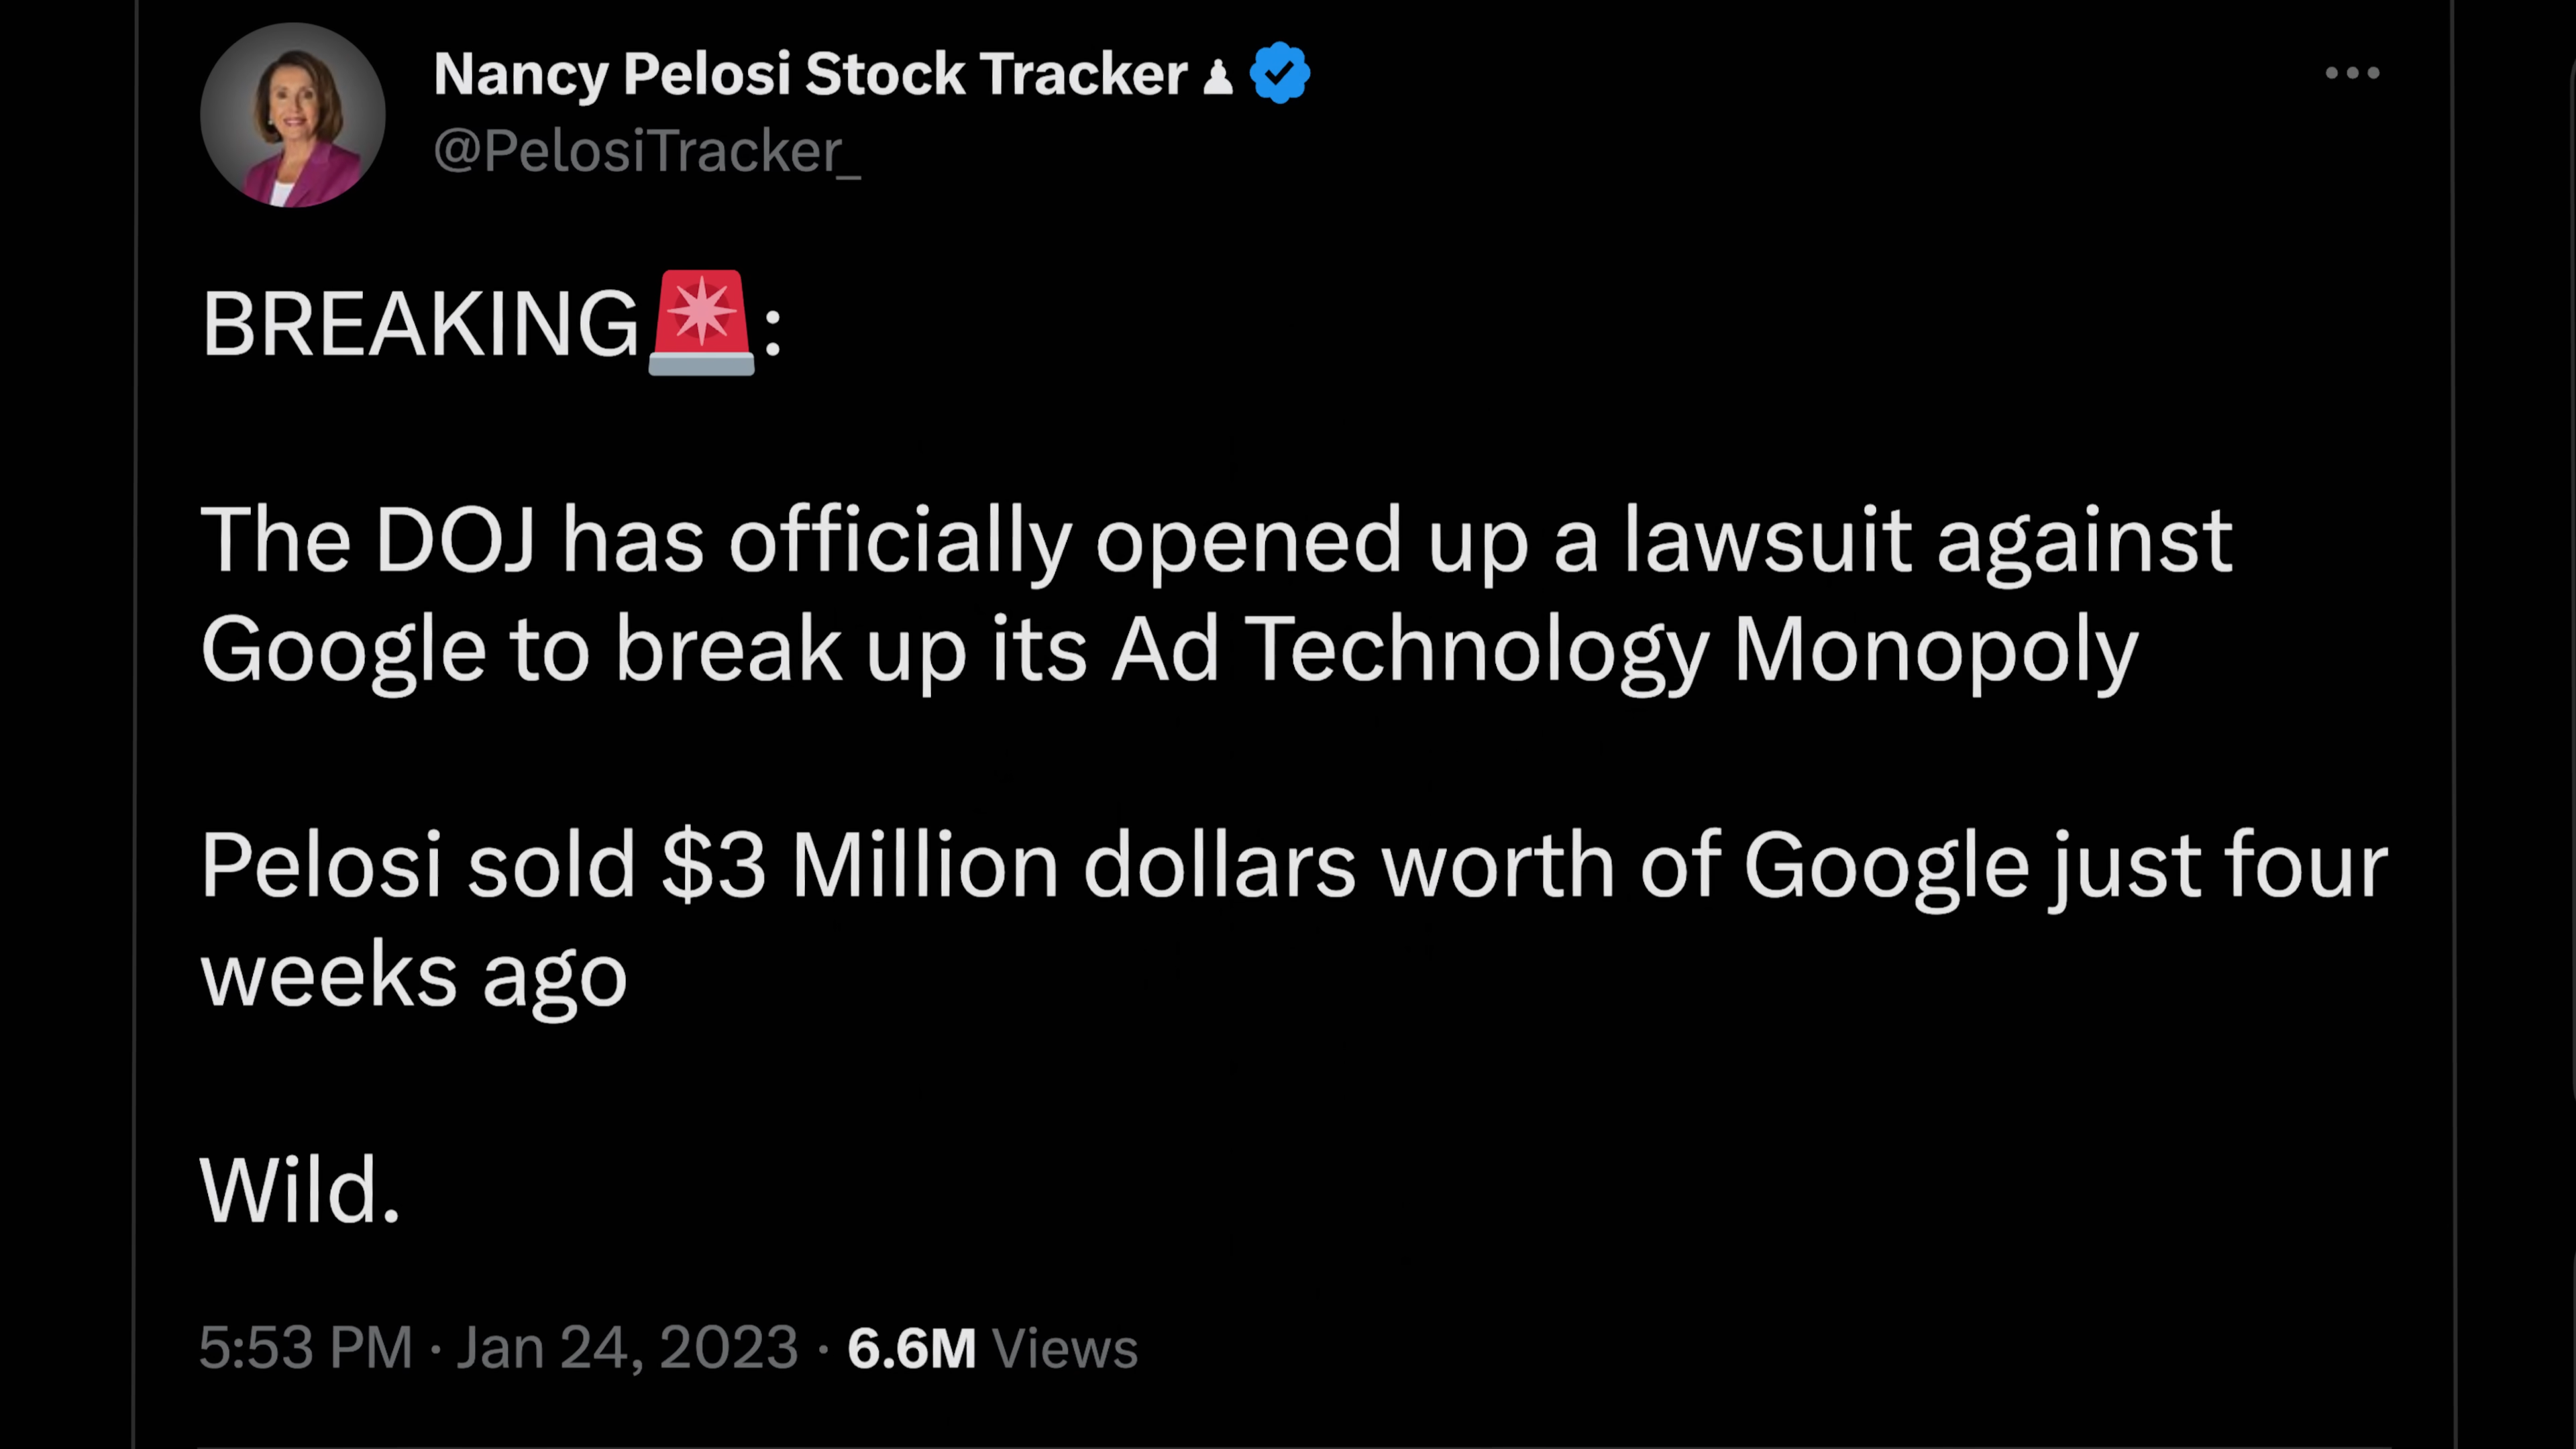 Nancy Pelosi Stock Tracker ♟
@PelosiTracker_
BREAKING🚨:
The DOJ has officially opened up a lawsuit against
Google to break up its Ad Technology Monopoly
Pelosi sold $3 Million dollars worth of Google just four
weeks ago
Wild.
5:53 PM · Jan 24, 2023 · 6.6M Views